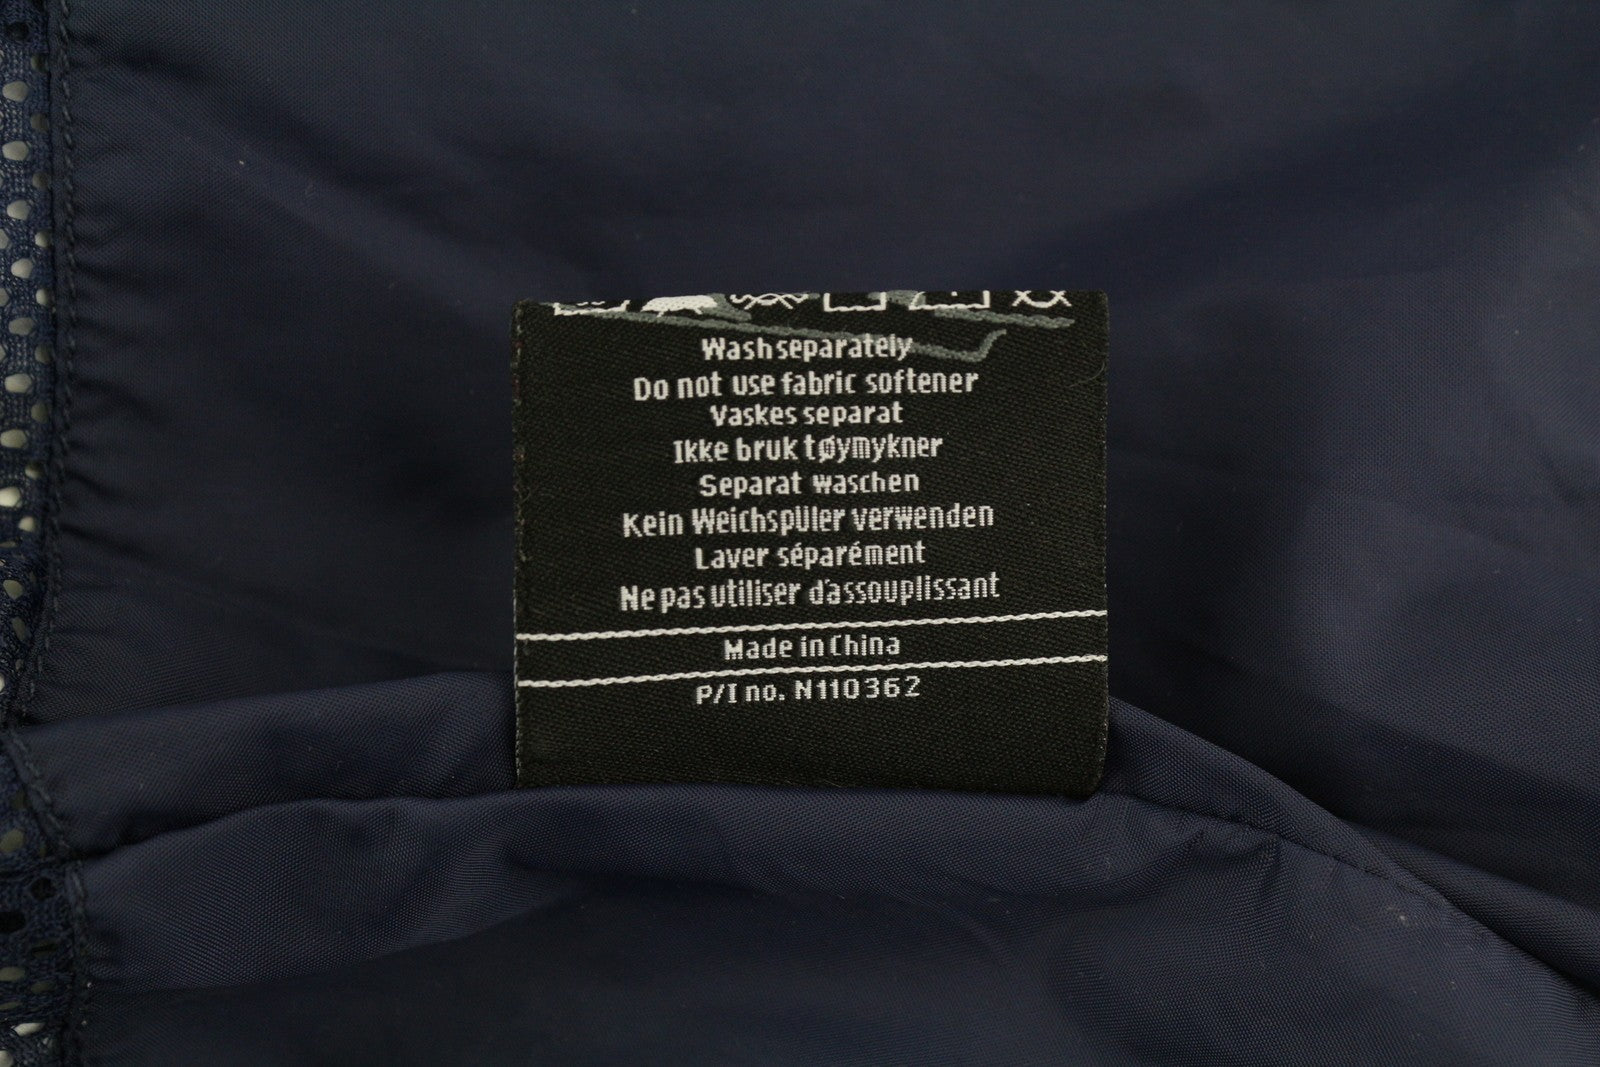 Wash separately
Do not use fabric softener
Vaskes separat
Ikke bruk tøymykner
Separat waschen
Kein Weichspüler verwenden
Laver séparément
Ne pas utiliser d'assouplissant
Made in China
P/I no. N110362